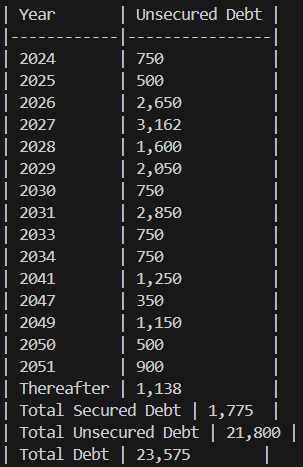 | Year | Unsecured Debt |
|------------|----------------|
| 2024 | 750 |
| 2025 | 500 |
| 2026 | 2,650 |
| 2027 | 3,162 |
| 2028 | 1,600 |
| 2029 | 2,050 |
| 2030 | 750 |
| 2031 | 2,850 |
| 2033 | 750 |
| 2034 | 750 |
| 2041 | 1,250 |
| 2047 | 350 |
| 2049 | 1,150 |
| 2050 | 500 |
| 2051 | 900 |
| Thereafter | 1,138 |
| Total Secured Debt | 1,775 |
| Total Unsecured Debt | 21,800 |
| Total Debt | 23,575 |